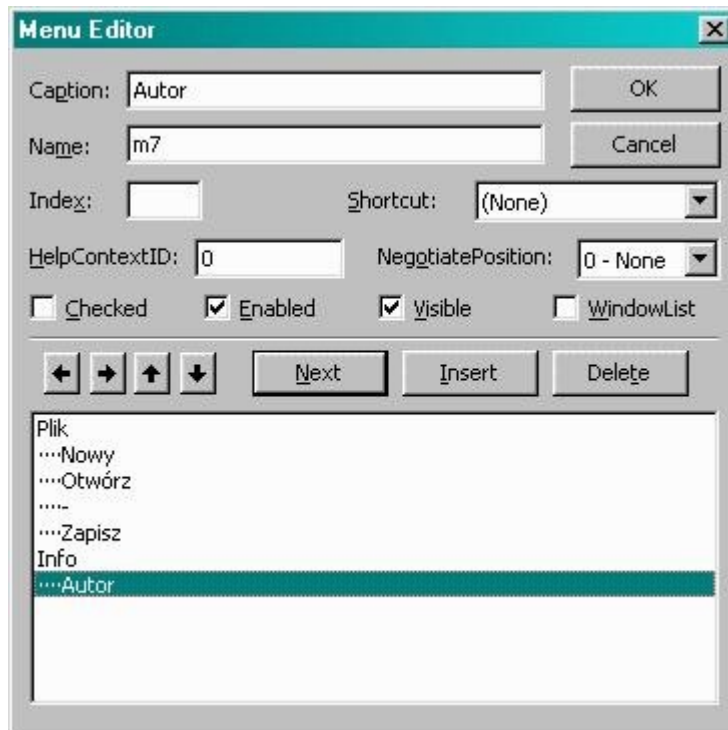 Menu Editor
Caption: Autor OK
Name: m7 Cancel
Index: Shortcut: (None)
HelpContextID: 0 NegotiatePosition: 0 - None
Checked Enabled Visible WindowList
Next Insert Delete
Plik
····Nowy
····Otwórz
····-
····Zapisz
Info
····Autor